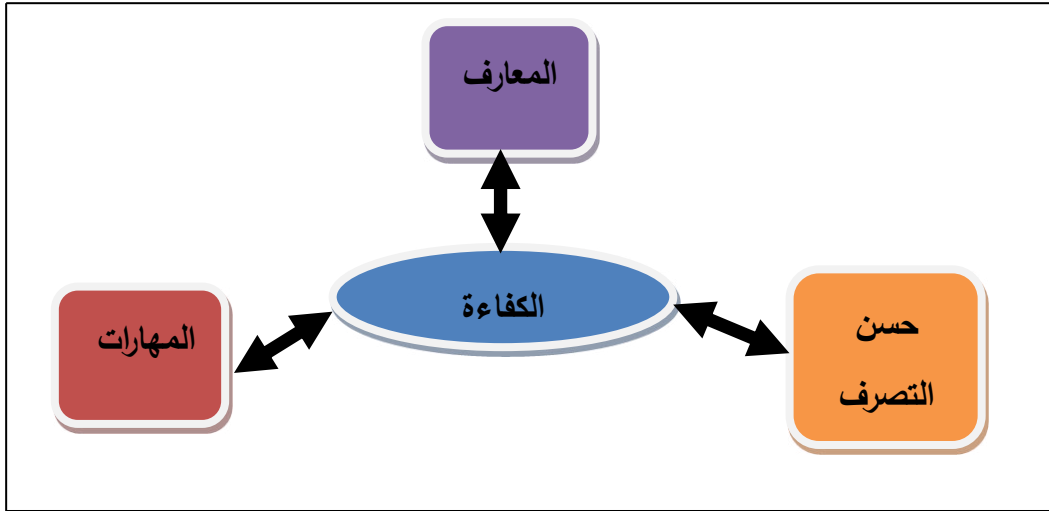 المعارف
الكفاءة
المهارات
حسن
التصرف